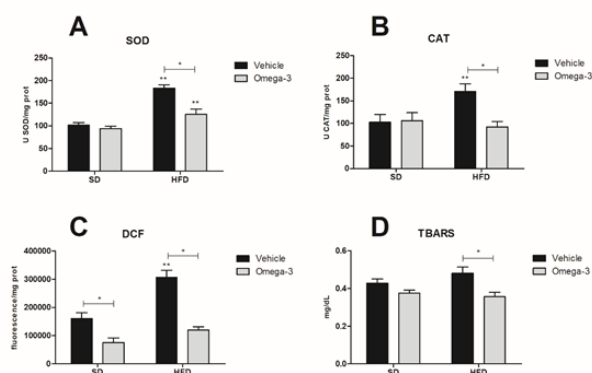 A
SOD
U SOD/mg prot
250
200
150
100
50
0
**
*
**
SD
HFD
Vehicle
Omega-3
B
CAT
U CAT/mg prot
250
200
150
100
50
0
**
*
SD
HFD
Vehicle
Omega-3
C
DCF
fluorescence/mg prot
400000
300000
200000
100000
0
*
**
*
SD
HFD
Vehicle
Omega-3
D
TBARS
mg/dL
0.6
0.4
0.2
0.0
*
SD
HFD
Vehicle
Omega-3